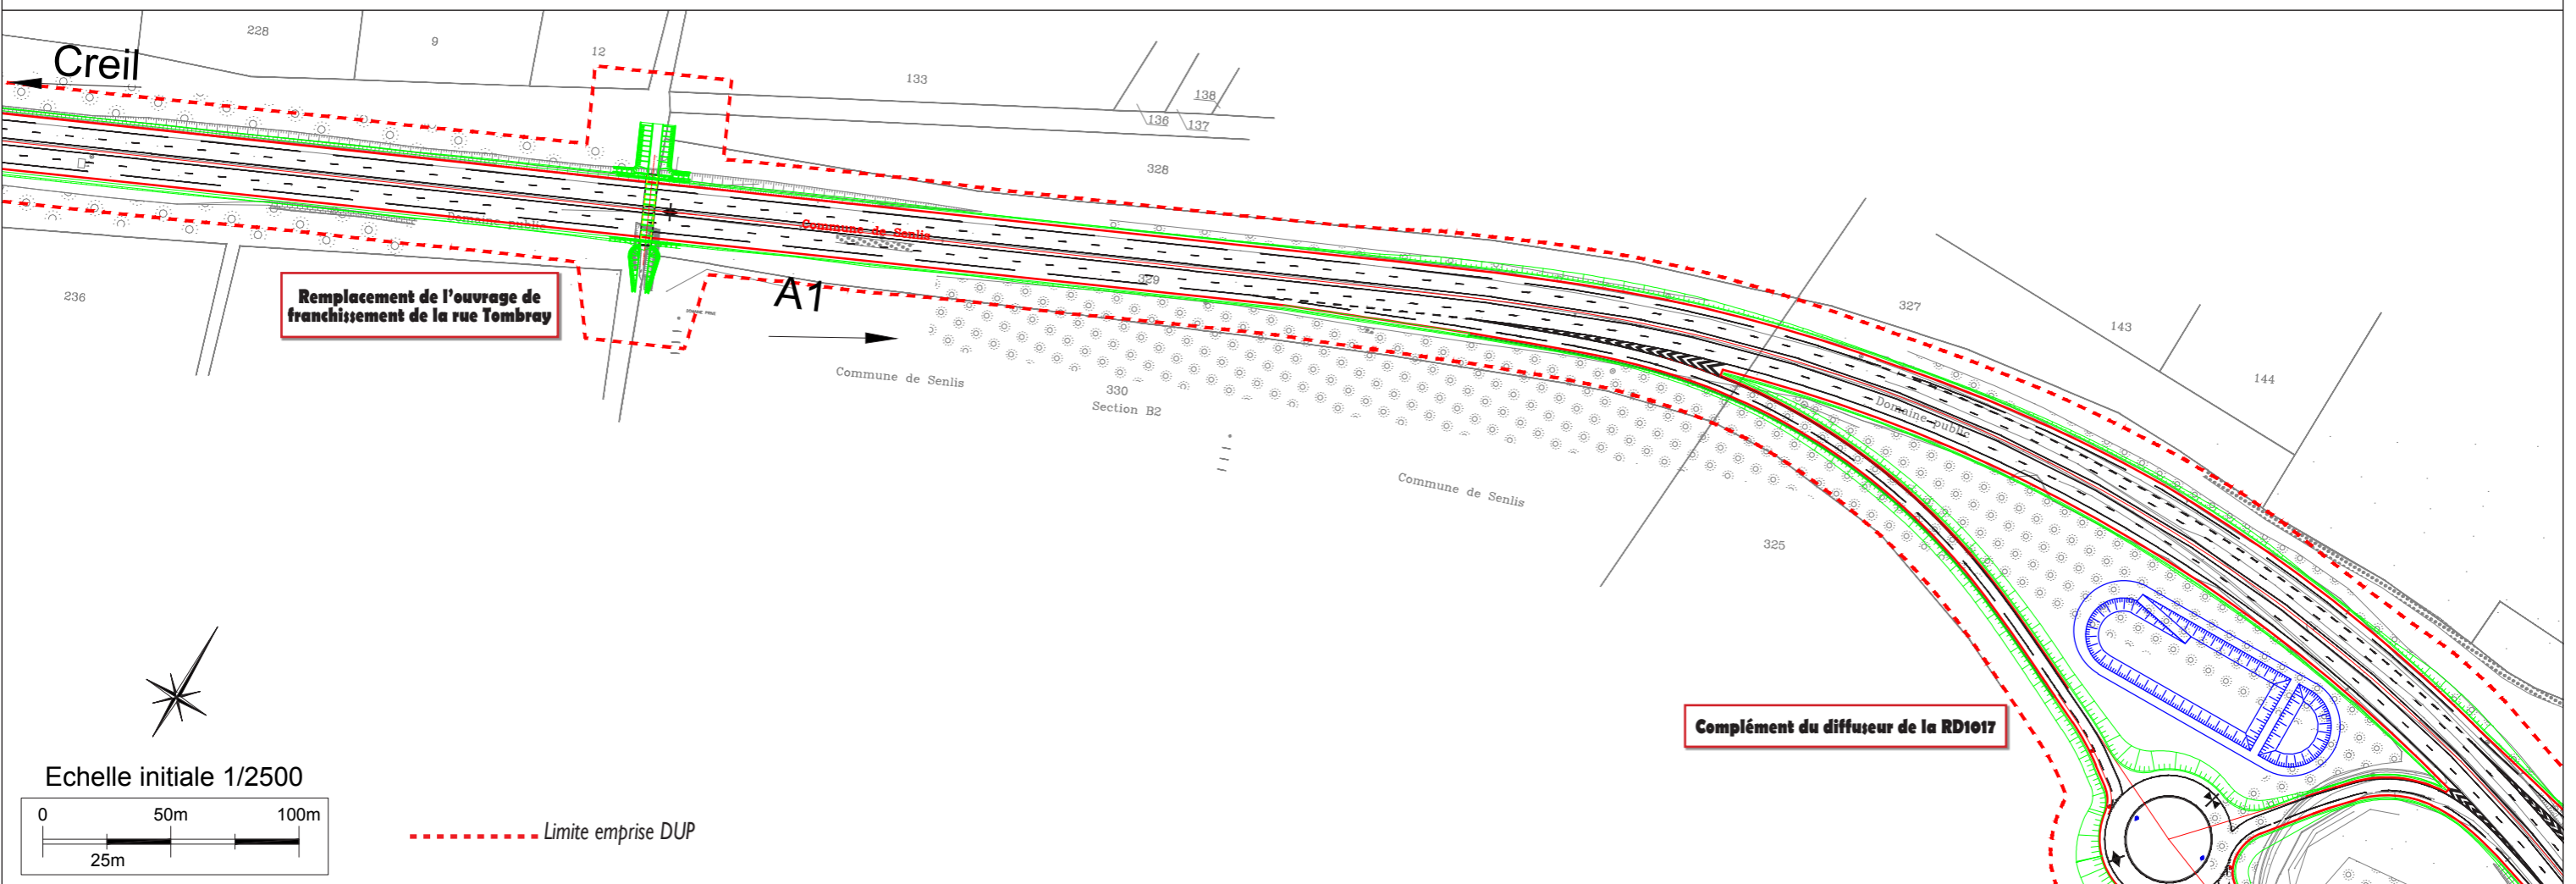 228
9
12
Creil
133
138
136
137
328
Domaine public
Commune de Senlis
329
A1
236
Remplacement de l'ouvrage de
franchissement de la rue Tombray
327
143
144
Domaine public
Commune de Senlis
330
Section B2
Commune de Senlis
325
Complément du diffuseur de la RD1017
Echelle initiale 1/2500
0 50m 100m
25m
Limite emprise DUP